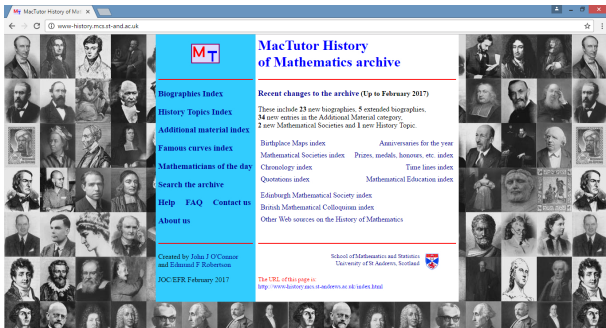 MacTutor History of Mat
www-history.mcs.st-and.ac.uk
MT
MacTutor History
of Mathematics archive
Biographies Index
History Topics Index
Additional material index
Famous curves index
Mathematicians of the day
Search the archive
Help FAQ Contact us
About us
Created by John J O'Connor
and Edmund F Robertson
JOC/EFR February 2017
Recent changes to the archive (Up to February 2017)
These include 23 new biographies, 5 extended biographies,
34 new entries in the Additional Material category,
2 new Mathematical Societies and 1 new History Topic.
Birthplace Maps index Anniversaries for the year
Mathematical Societies index Prizes, medals, honours, etc. index
Chronology index Time lines index
Quotations index Mathematical Education index
Edinburgh Mathematical Society index
British Mathematical Colloquium index
Other Web sources on the History of Mathematics
School of Mathematics and Statistics
University of St Andrews, Scotland
The URL of this page is:
http://www-history.mcs.st-andrews.ac.uk/index.html